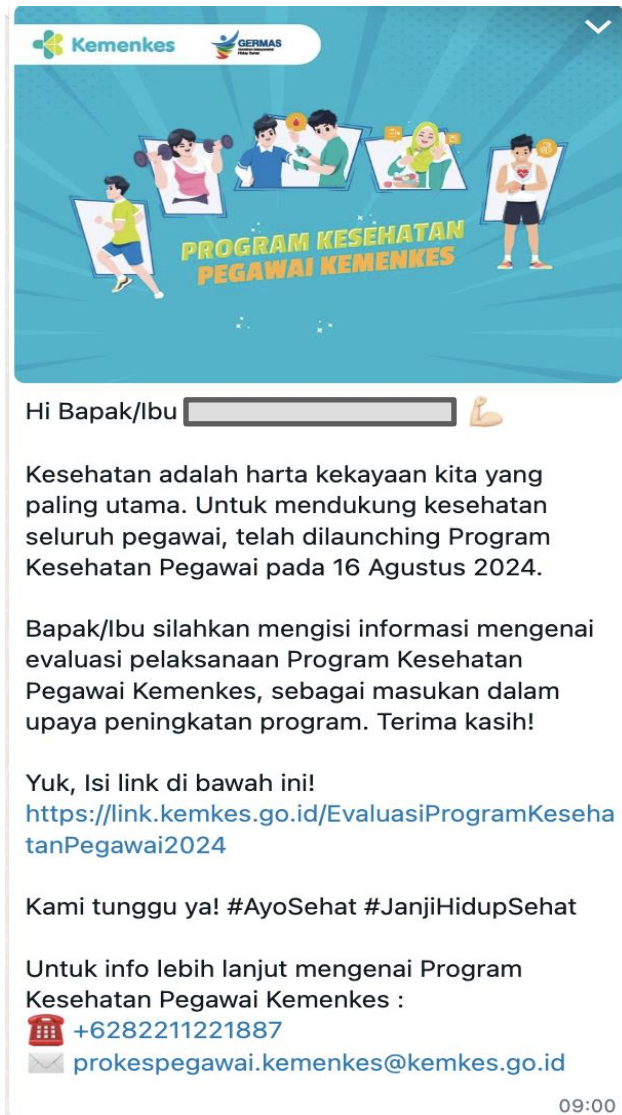 Kemenkes
GERMAS
PROGRAM KESEHATAN
PEGAWAI KEMENKES
Hi Bapak/Ibu 💪🏻
Kesehatan adalah harta kekayaan kita yang
paling utama. Untuk mendukung kesehatan
seluruh pegawai, telah dilaunching Program
Kesehatan Pegawai pada 16 Agustus 2024.
Bapak/Ibu silahkan mengisi informasi mengenai
evaluasi pelaksanaan Program Kesehatan
Pegawai Kemenkes, sebagai masukan dalam
upaya peningkatan program. Terima kasih!
Yuk, Isi link di bawah ini!
https://link.kemkes.go.id/EvaluasiProgramKeseha
tanPegawai2024
Kami tunggu ya! #AyoSehat #JanjiHidupSehat
Untuk info lebih lanjut mengenai Program
Kesehatan Pegawai Kemenkes :
☎️ +6282211221887
✉️ prokespegawai.kemenkes@kemkes.go.id
09:00